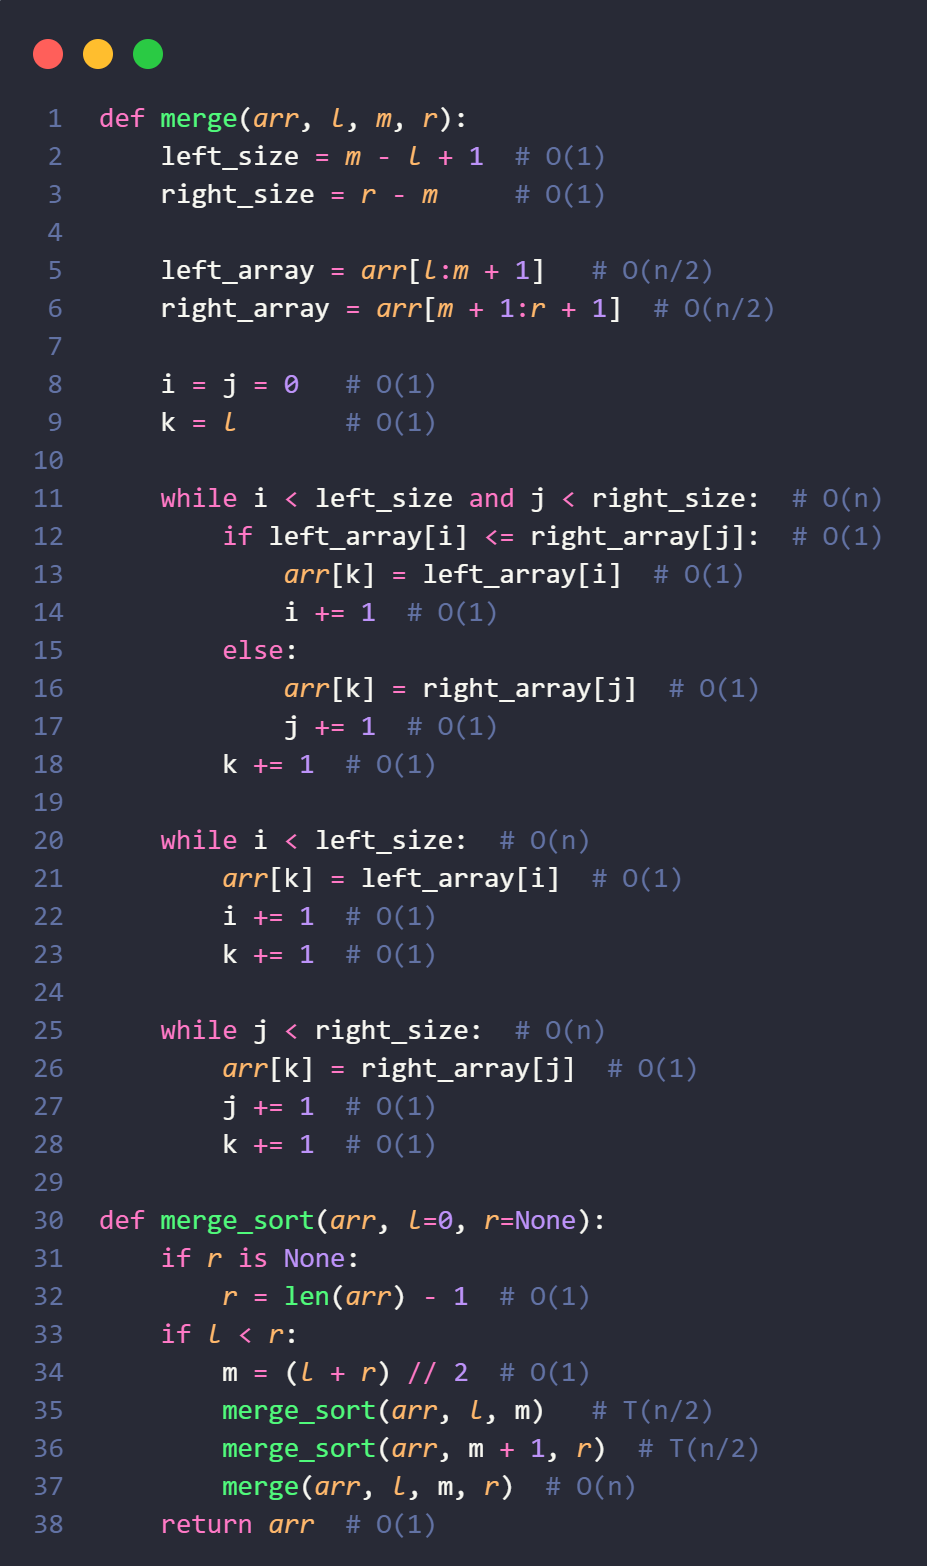 1 def merge(arr, l, m, r):
2     left_size = m - l + 1  # O(1)
3     right_size = r - m     # O(1)
4
5     left_array = arr[l:m + 1]   # O(n/2)
6     right_array = arr[m + 1:r + 1]  # O(n/2)
7
8     i = j = 0   # O(1)
9     k = l       # O(1)
10
11     while i < left_size and j < right_size:  # O(n)
12         if left_array[i] <= right_array[j]:  # O(1)
13             arr[k] = left_array[i]  # O(1)
14             i += 1  # O(1)
15         else:
16             arr[k] = right_array[j]  # O(1)
17             j += 1  # O(1)
18         k += 1  # O(1)
19
20     while i < left_size:  # O(n)
21         arr[k] = left_array[i]  # O(1)
22         i += 1  # O(1)
23         k += 1  # O(1)
24
25     while j < right_size:  # O(n)
26         arr[k] = right_array[j]  # O(1)
27         j += 1  # O(1)
28         k += 1  # O(1)
29
30 def merge_sort(arr, l=0, r=None):
31     if r is None:
32         r = len(arr) - 1  # O(1)
33     if l < r:
34         m = (l + r) // 2  # O(1)
35         merge_sort(arr, l, m)   # T(n/2)
36         merge_sort(arr, m + 1, r)  # T(n/2)
37         merge(arr, l, m, r)  # O(n)
38     return arr  # O(1)